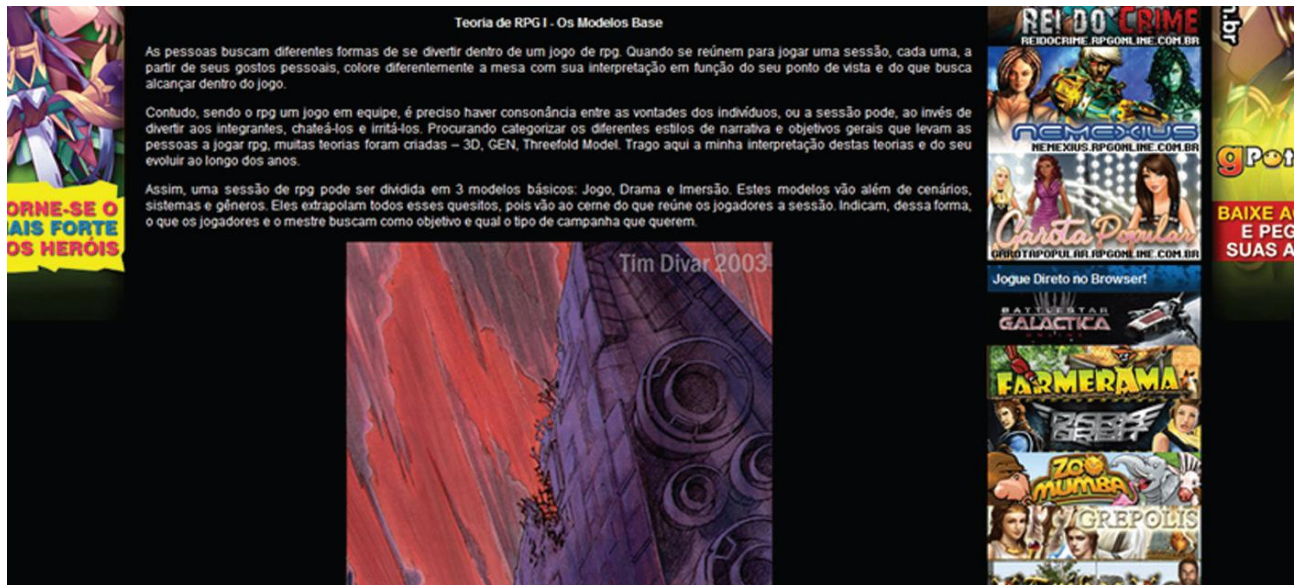 Teoria de RPG I - Os Modelos Base
As pessoas buscam diferentes formas de se divertir dentro de um jogo de rpg. Quando se reúnem para jogar uma sessão, cada uma, a
partir de seus gostos pessoais, colore diferentemente a mesa com sua interpretação em função do seu ponto de vista e do que busca
alcançar dentro do jogo.
Contudo, sendo o rpg um jogo em equipe, é preciso haver consonância entre as vontades dos indivíduos, ou a sessão pode, ao invés de
divertir aos integrantes, chateá-los e irritá-los. Procurando categorizar os diferentes estilos de narrativa e objetivos gerais que levam as
pessoas a jogar rpg, muitas teorias foram criadas – 3D, GEN, Threefold Model. Trago aqui a minha interpretação destas teorias e do seu
evoluir ao longo dos anos.
Assim, uma sessão de rpg pode ser dividida em 3 modelos básicos: Jogo, Drama e Imersão. Estes modelos vão além de cenários,
sistemas e gêneros. Eles extrapolam todos esses quesitos, pois vão ao cerne do que reúne os jogadores a sessão. Indicam, dessa forma,
o que os jogadores e o mestre buscam como objetivo e qual o tipo de campanha que querem.
Tim Divar 2003
ORNE-SE O
AIS FORTE
OS HERÓIS
REI DO CRIME
REIDOCRIME.RPGONLINE.COM.BR
NEMEXIUS
NEMEXIUS.RPGONLINE.COM.BR
Garota Popular
GAROTAPOPULAR.RPGONLINE.COM.BR
Jogue Direto no Browser!
BATTLESTAR
GALACTICA
ONLINE
FARMERAMA
ZOO
MUMBA
GREPOLIS
n.br
gPot
BAIXE A
E PEG
SUAS A